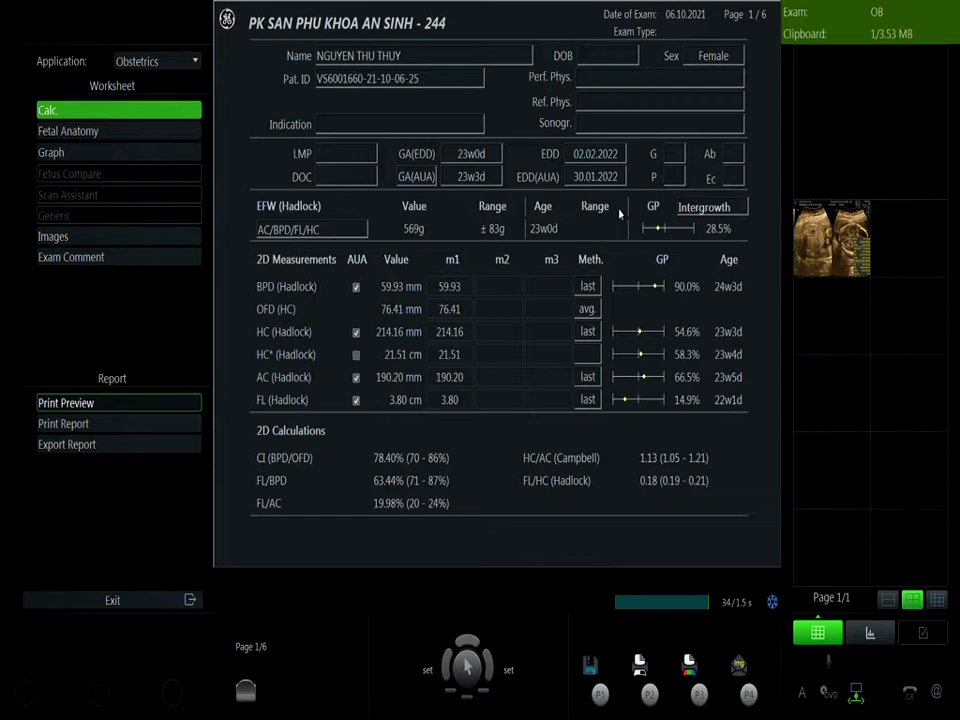 PK SAN PHU KHOA AN SINH - 244
Date of Exam: 06.10.2021 Page 1 / 6
Exam Type:
Exam: OB
Clipboard: 1/3.53 MB
Application: Obstetrics
Worksheet
Calc.
Fetal Anatomy
Graph
Fetus Compare
Scan Assistant
Generic
Images
Exam Comment
Report
Print Preview
Print Report
Export Report
Exit
Name NGUYEN THU THUY DOB Sex Female
Pat. ID VS6001660-21-10-06-25 Perf. Phys.
Ref. Phys.
Indication Sonogr.
LMP GA(EDD) 23w0d EDD 02.02.2022 G Ab
DOC GA(AUA) 23w3d EDD(AUA) 30.01.2022 P Ec
EFW (Hadlock) Value Range Age Range GP Intergrowth
AC/BPD/FL/HC 569g ± 83g 23w0d 28.5%
2D Measurements AUA Value m1 m2 m3 Meth. GP Age
BPD (Hadlock) 59.93 mm 59.93 last 90.0% 24w3d
OFD (HC) 76.41 mm 76.41 avg.
HC (Hadlock) 214.16 mm 214.16 last 54.6% 23w3d
HC* (Hadlock) 21.51 cm 21.51 58.3% 23w4d
AC (Hadlock) 190.20 mm 190.20 last 66.5% 23w5d
FL (Hadlock) 3.80 cm 3.80 last 14.9% 22w1d
2D Calculations
CI (BPD/OFD) 78.40% (70 - 86%) HC/AC (Campbell) 1.13 (1.05 - 1.21)
FL/BPD 63.44% (71 - 87%) FL/HC (Hadlock) 0.18 (0.19 - 0.21)
FL/AC 19.98% (20 - 24%)
34/1.5 s
Page 1/1
Page 1/6
set set
P1 P2 P3 P4
A DVD @